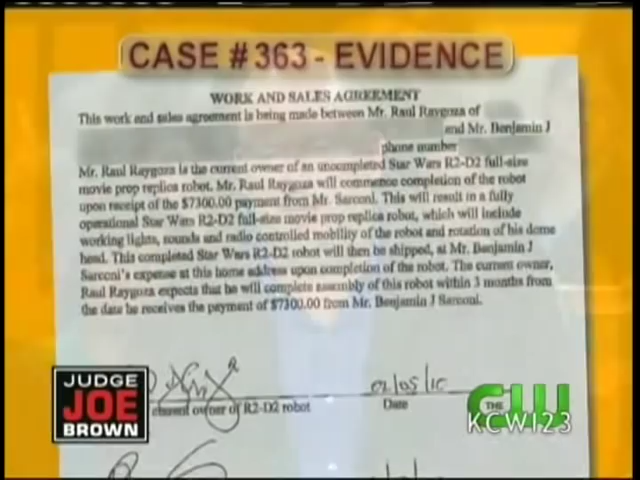 CASE #363 - EVIDENCE
WORK AND SALES AGREEMENT
This work and sales agreement is being made between Mr. Raul Raygoza of
and Mr. Benjamin J
phone number
Mr. Raul Raygoza is the current owner of an uncompleted Star Wars R2-D2 full-size
movie prop replica robot. Mr. Raul Raygoza will commence completion of the robot
upon receipt of the $7300.00 payment from Mr. Sarconi. This will result in a fully
operational Star Wars R2-D2 full-size movie prop replica robot, which will include
working lights, sounds and radio controlled mobility of the robot and rotation of his dome
head. This completed Star Wars R2-D2 robot will then be shipped, at Mr. Benjamin J
Sarconi's expense at this home address upon completion of the robot. The current owner,
Raul Raygoza expects that he will complete assembly of this robot within 3 months from
the date he receives the payment of $7300.00 from Mr. Benjamin J Sarconi.
owner of R2-D2 robot
Date
JUDGE
JOE
BROWN
THE CW
KCWI23